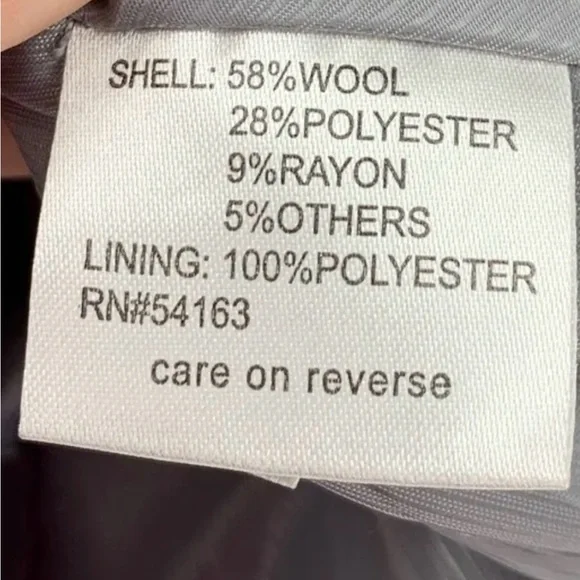 SHELL: 58%WOOL
28%POLYESTER
9%RAYON
5%OTHERS
LINING: 100%POLYESTER
RN#54163
care on reverse